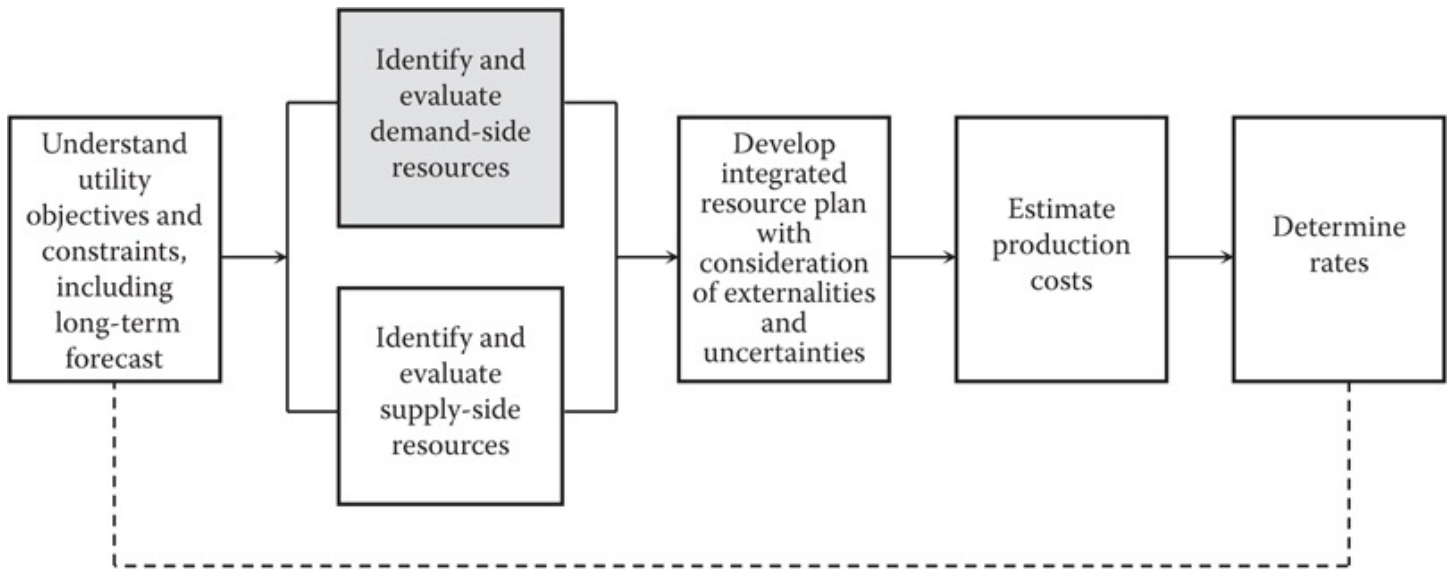 Understand
utility
objectives and
constraints,
including
long-term
forecast
Identify and
evaluate
demand-side
resources
Identify and
evaluate
supply-side
resources
Develop
integrated
resource plan
with
consideration
of externalities
and
uncertainties
Estimate
production
costs
Determine
rates